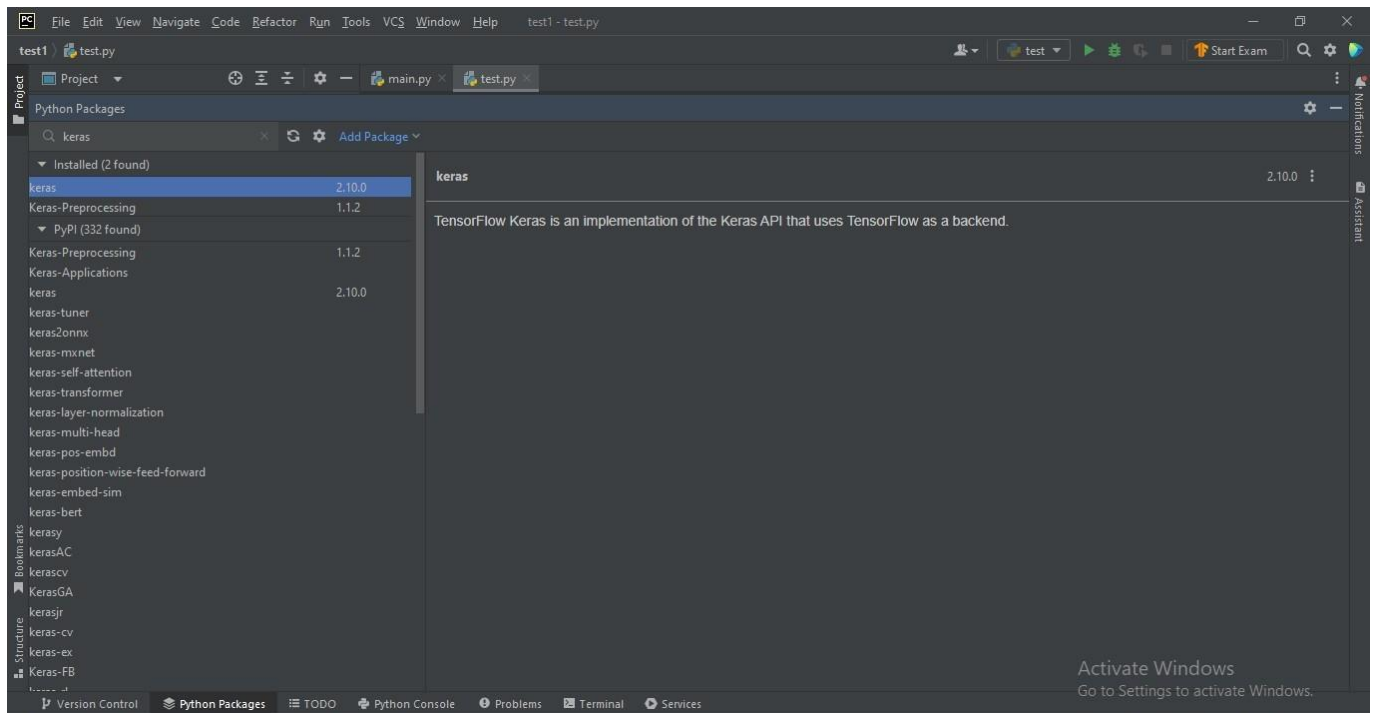 PC File Edit View Navigate Code Refactor Run Tools VCS Window Help test1 - test.py
test1 test.py test Start Exam
Project main.py test.py
Project
Python Packages
keras Add Package
Installed (2 found)
keras 2.10.0
Keras-Preprocessing 1.1.2
PyPI (332 found)
Keras-Preprocessing 1.1.2
Keras-Applications
keras 2.10.0
keras-tuner
keras2onnx
keras-mxnet
keras-self-attention
keras-transformer
keras-layer-normalization
keras-multi-head
keras-pos-embd
keras-position-wise-feed-forward
keras-embed-sim
keras-bert
kerasy
kerasAC
kerascv
KerasGA
kerasjr
keras-cv
keras-ex
Keras-FB
keras 2.10.0
TensorFlow Keras is an implementation of the Keras API that uses TensorFlow as a backend.
Notifications
Assistant
Bookmarks
Structure
Activate Windows
Go to Settings to activate Windows.
Version Control Python Packages TODO Python Console Problems Terminal Services